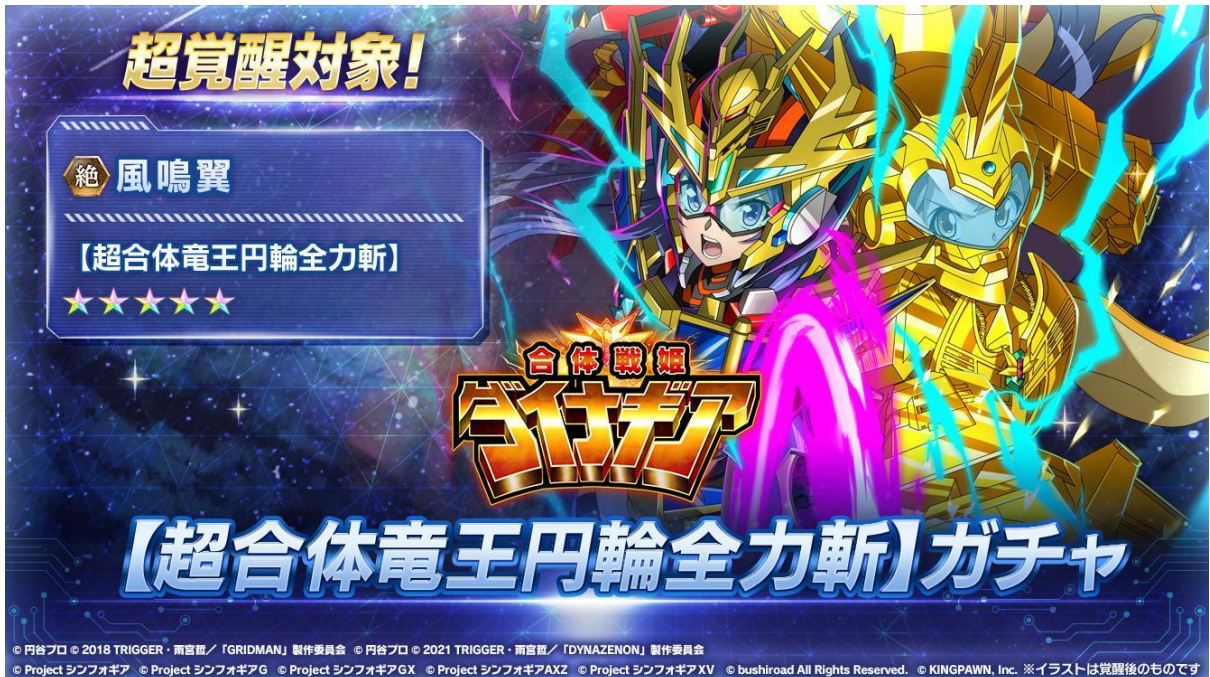 超覚醒対象!
絶 風鳴翼
【超合体竜王円輪全力斬】
合体戦姫
ダイナギア
【超合体竜王円輪全力斬】ガチャ
© 円谷プロ © 2018 TRIGGER・雨宮哲/「GRIDMAN」製作委員会 © 円谷プロ © 2021 TRIGGER・雨宮哲/「DYNAZENON」製作委員会
© Project シンフォギア © Project シンフォギアG © Project シンフォギアGX © Project シンフォギアAXZ © Project シンフォギアXV © bushiroad All Rights Reserved. © KINGPAWN, Inc. ※イラストは覚醒後のものです